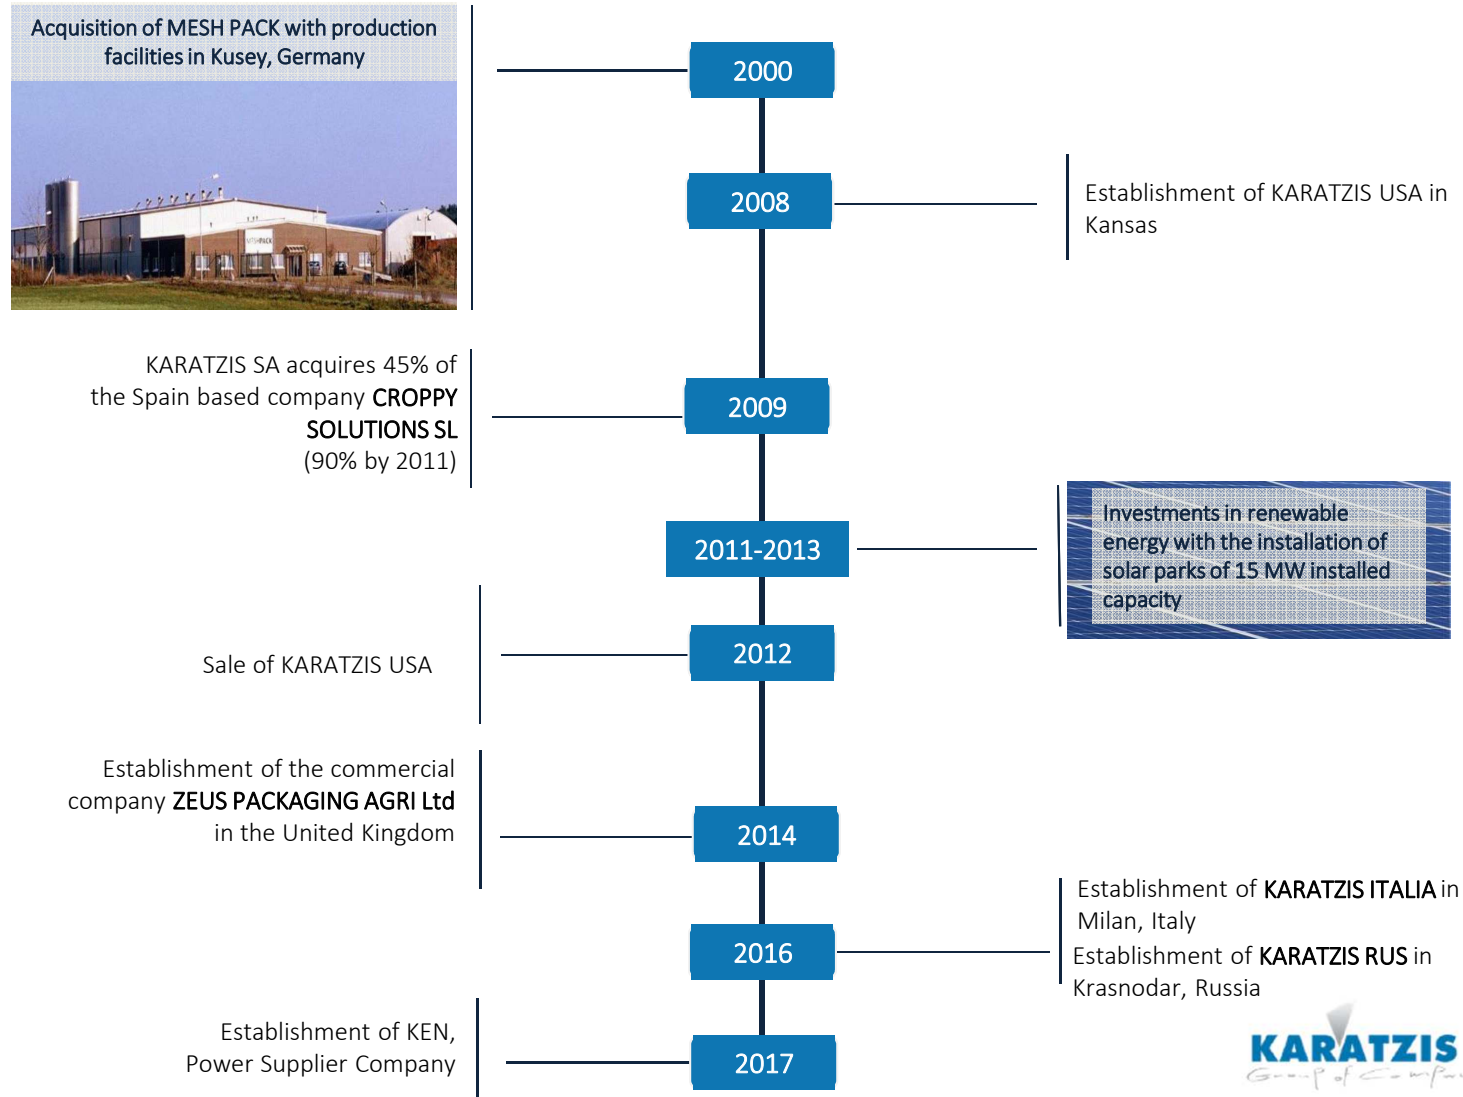 Acquisition of MESH PACK with production
facilities in Kusey, Germany
MESHPACK
2000
2008
Establishment of KARATZIS USA in
Kansas
KARATZIS SA acquires 45% of
the Spain based company CROPPY
SOLUTIONS SL
(90% by 2011)
2009
2011-2013
Investments in renewable
energy with the installation of
solar parks of 15 MW installed
capacity
Sale of KARATZIS USA
2012
Establishment of the commercial
company ZEUS PACKAGING AGRI Ltd
in the United Kingdom
2014
2016
Establishment of KARATZIS ITALIA in
Milan, Italy
Establishment of KARATZIS RUS in
Krasnodar, Russia
Establishment of KEN,
Power Supplier Company
2017
KARATZIS
Group of